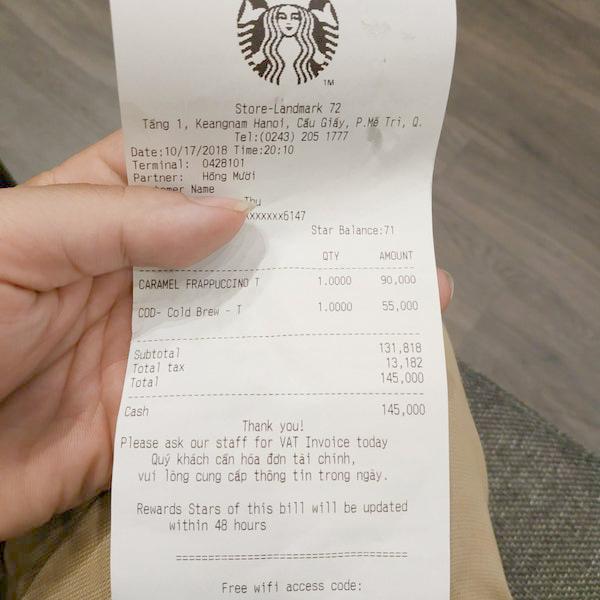 TM
Store-Landmark 72
Tầng 1, Keangnam Hanoi, Cầu Giấy, P.Mễ Trì, Q.
Tel:(0243) 205 1777
Date:10/17/2018 Time:20:10
Terminal: 0428101
Partner: Hồng Mười
Name
Thu
xxxxxx6147
Star Balance:71
QTY AMOUNT
CARAMEL FRAPPUCCINO T 1.0000 90,000
COD- Cold Brew - T 1.0000 55,000
Subtotal 131,818
Total tax 13,182
Total 145,000
Cash 145,000
Thank you!
Please ask our staff for VAT Invoice today
Quý khách cần hóa đơn tài chính,
vui lòng cung cấp thông tin trong ngày.
Rewards Stars of this bill will be updated
within 48 hours
Free wifi access code: